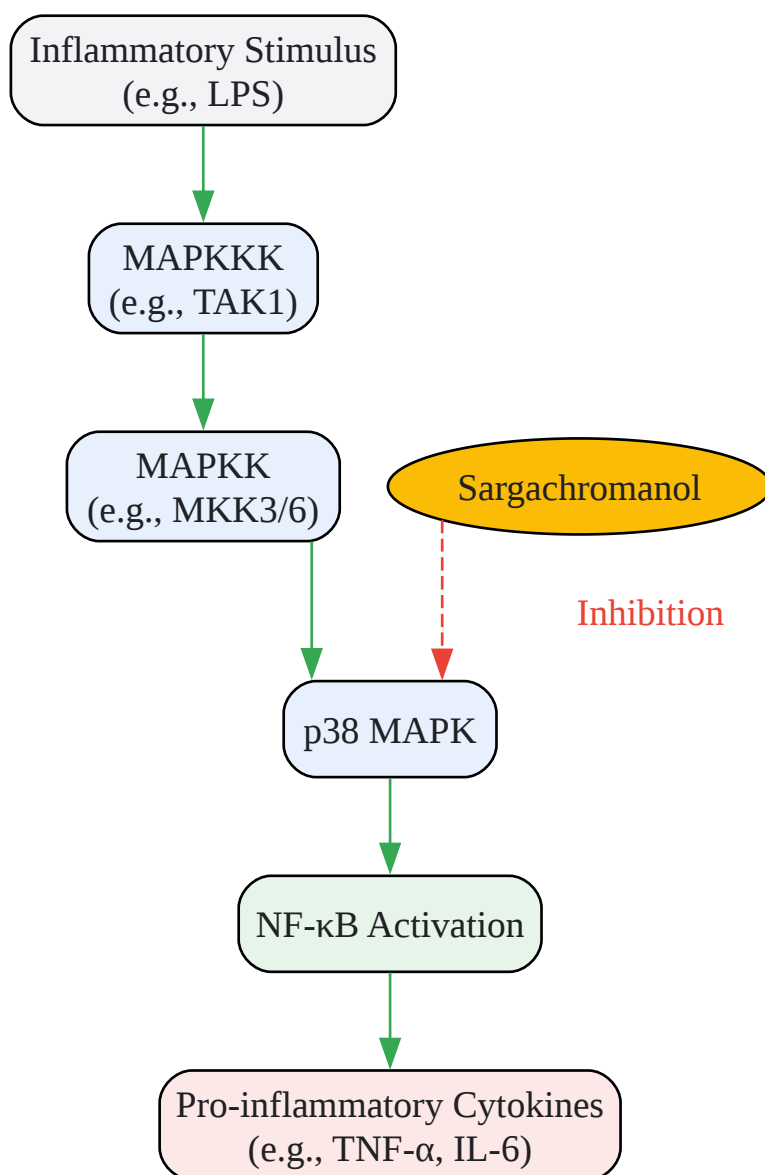 Inflammatory Stimulus
(e.g., LPS)
MAPKKK
(e.g., TAK1)
MAPKK
(e.g., MKK3/6)
Sargachromanol
Inhibition
p38 MAPK
NF-κB Activation
Pro-inflammatory Cytokines
(e.g., TNF-α, IL-6)